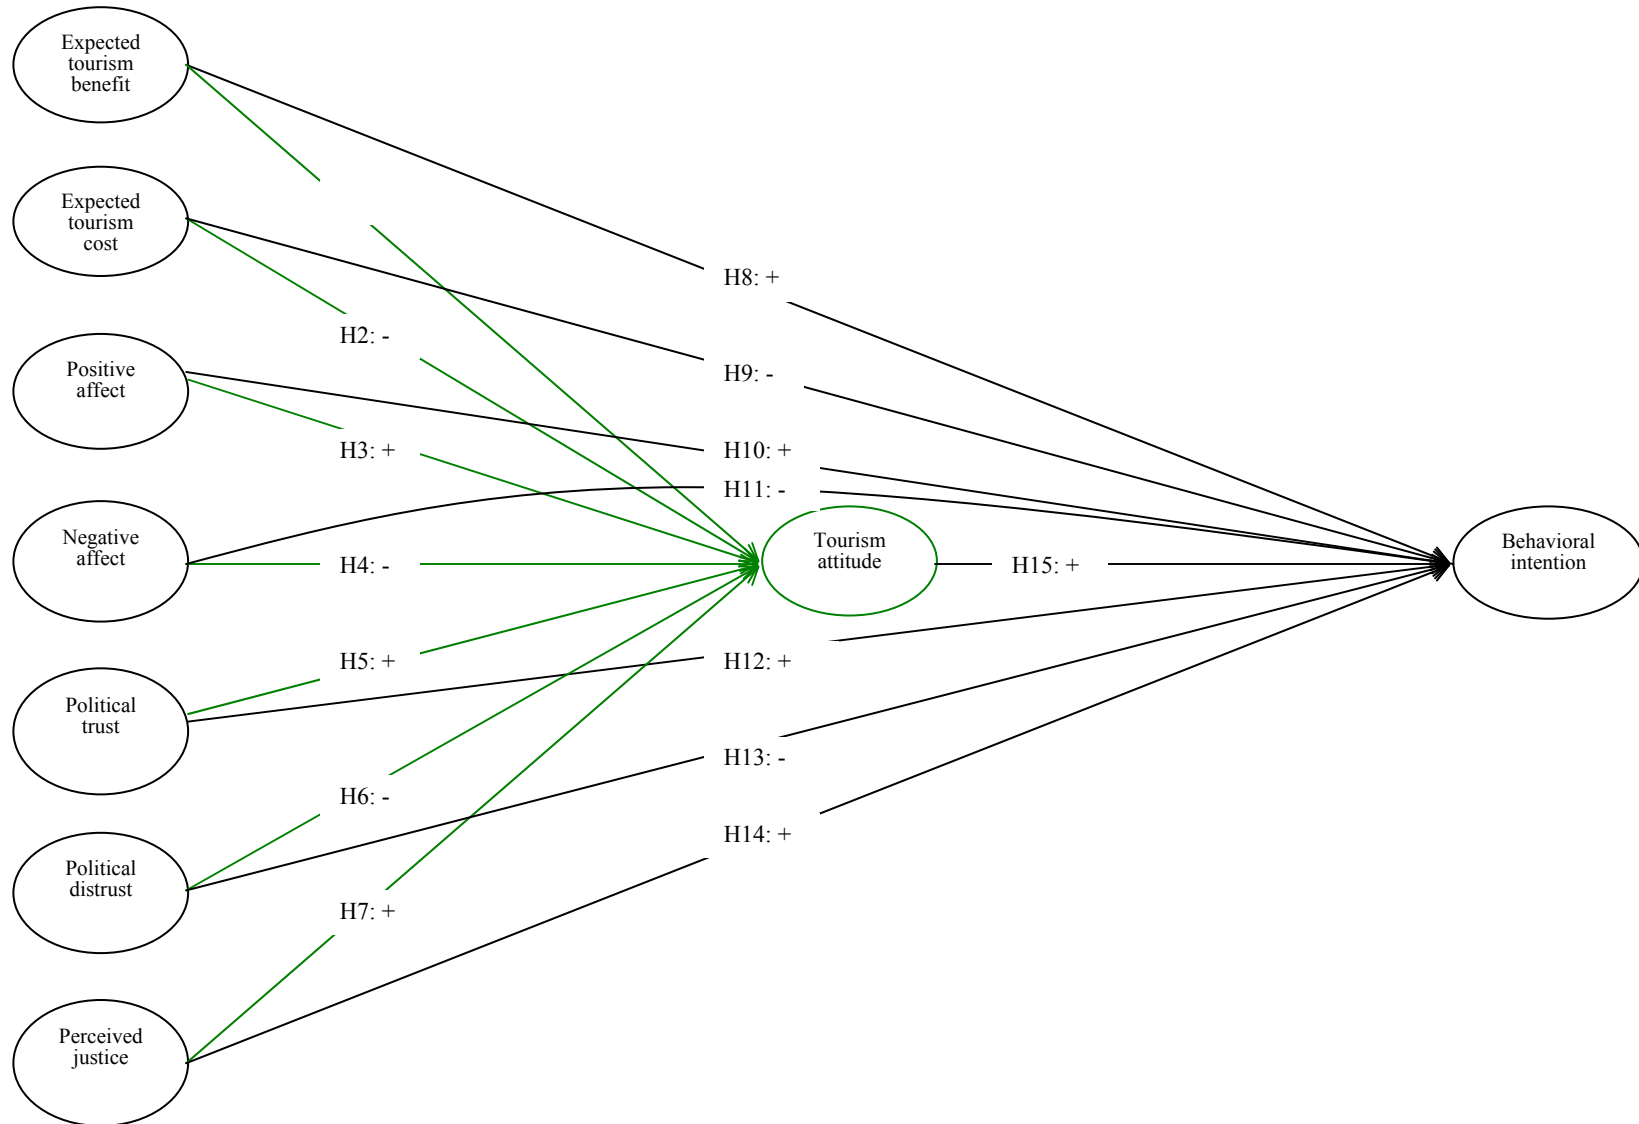 Expected
tourism
benefit
Expected
tourism
cost
H8: +
H2: -
Positive
affect
H9: -
H3: +
H10: +
H11: -
Negative
affect
H4: -
Tourism
attitude
H15: +
Behavioral
intention
H5: +
H12: +
Political
trust
H13: -
H6: -
H14: +
Political
distrust
H7: +
Perceived
justice